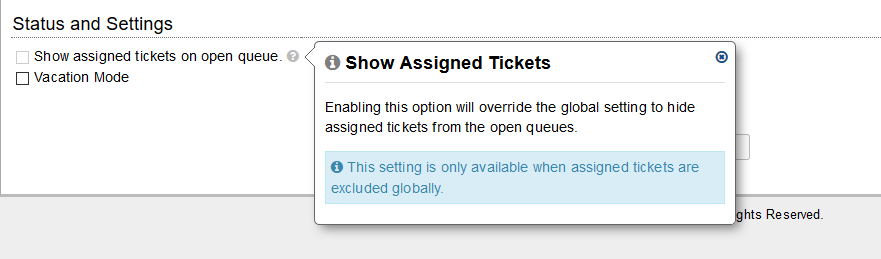 Status and Settings
Show assigned tickets on open queue.
Vacation Mode
Show Assigned Tickets
Enabling this option will override the global setting to hide
assigned tickets from the open queues.
This setting is only available when assigned tickets are
excluded globally.
ghts Reserved.